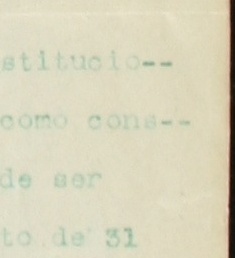 stitucio--
como cons--
de ser
to de 31